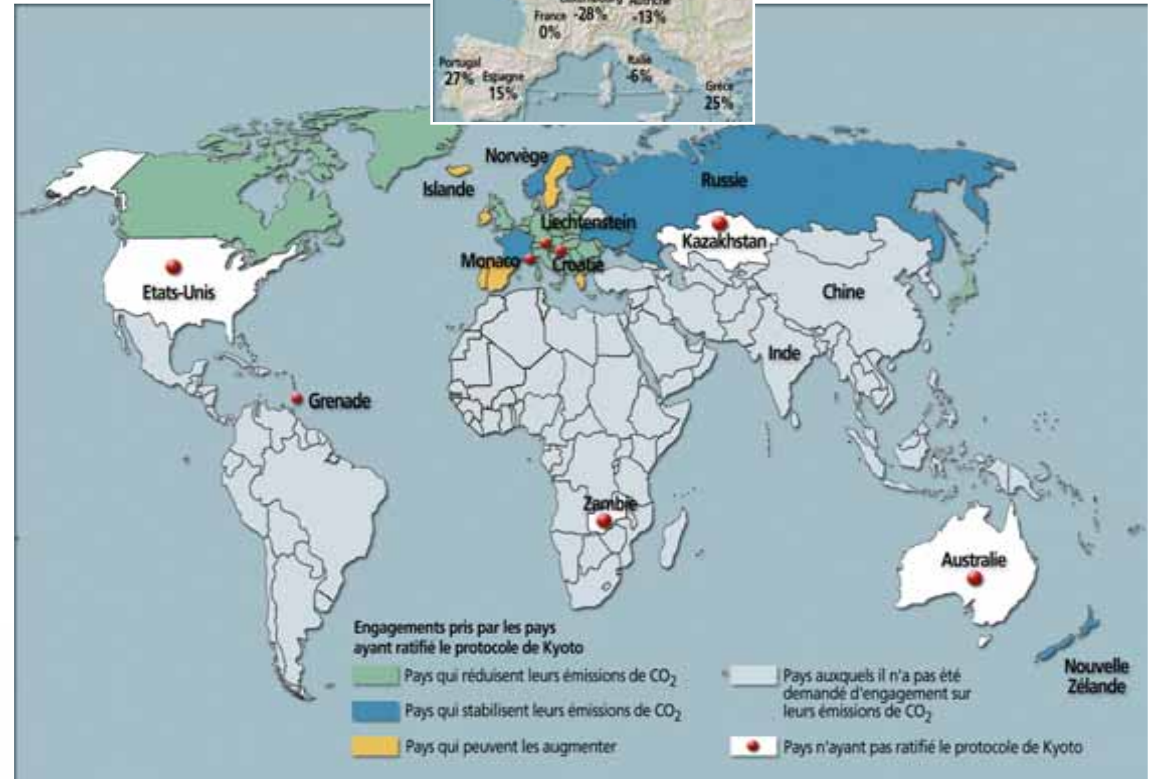 France
0%
-28%
-13%
Portugal
27%
Espagne
15%
Italie
-6%
Grèce
25%
Norvège
Islande
Russie
Liechtenstein
Kazakhstan
Monaco
Croatie
Etats-Unis
Chine
Inde
Grenade
Zambie
Australie
Nouvelle
Zélande
Engagements pris par les pays
ayant ratifié le protocole de Kyoto
Pays qui réduisent leurs émissions de CO2
Pays qui stabilisent leurs émissions de CO2
Pays qui peuvent les augmenter
Pays auxquels il n'a pas été
demandé d'engagement sur
leurs émissions de CO2
Pays n'ayant pas ratifié le protocole de Kyoto